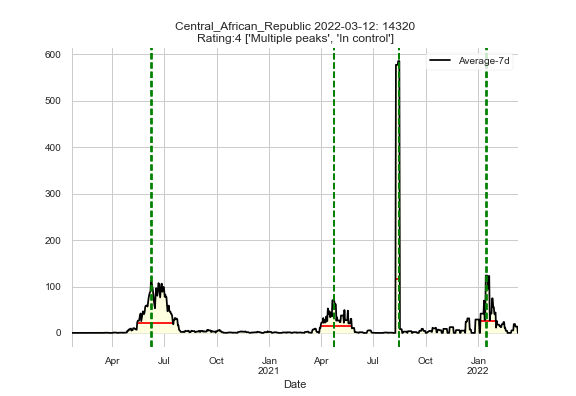 Central_African_Republic 2022-03-12: 14320
Rating:4 ['Multiple peaks', 'In control']
Average-7d
600
500
400
300
200
100
0
Apr Jul Oct Jan Apr Jul Oct Jan
2021 2022
Date